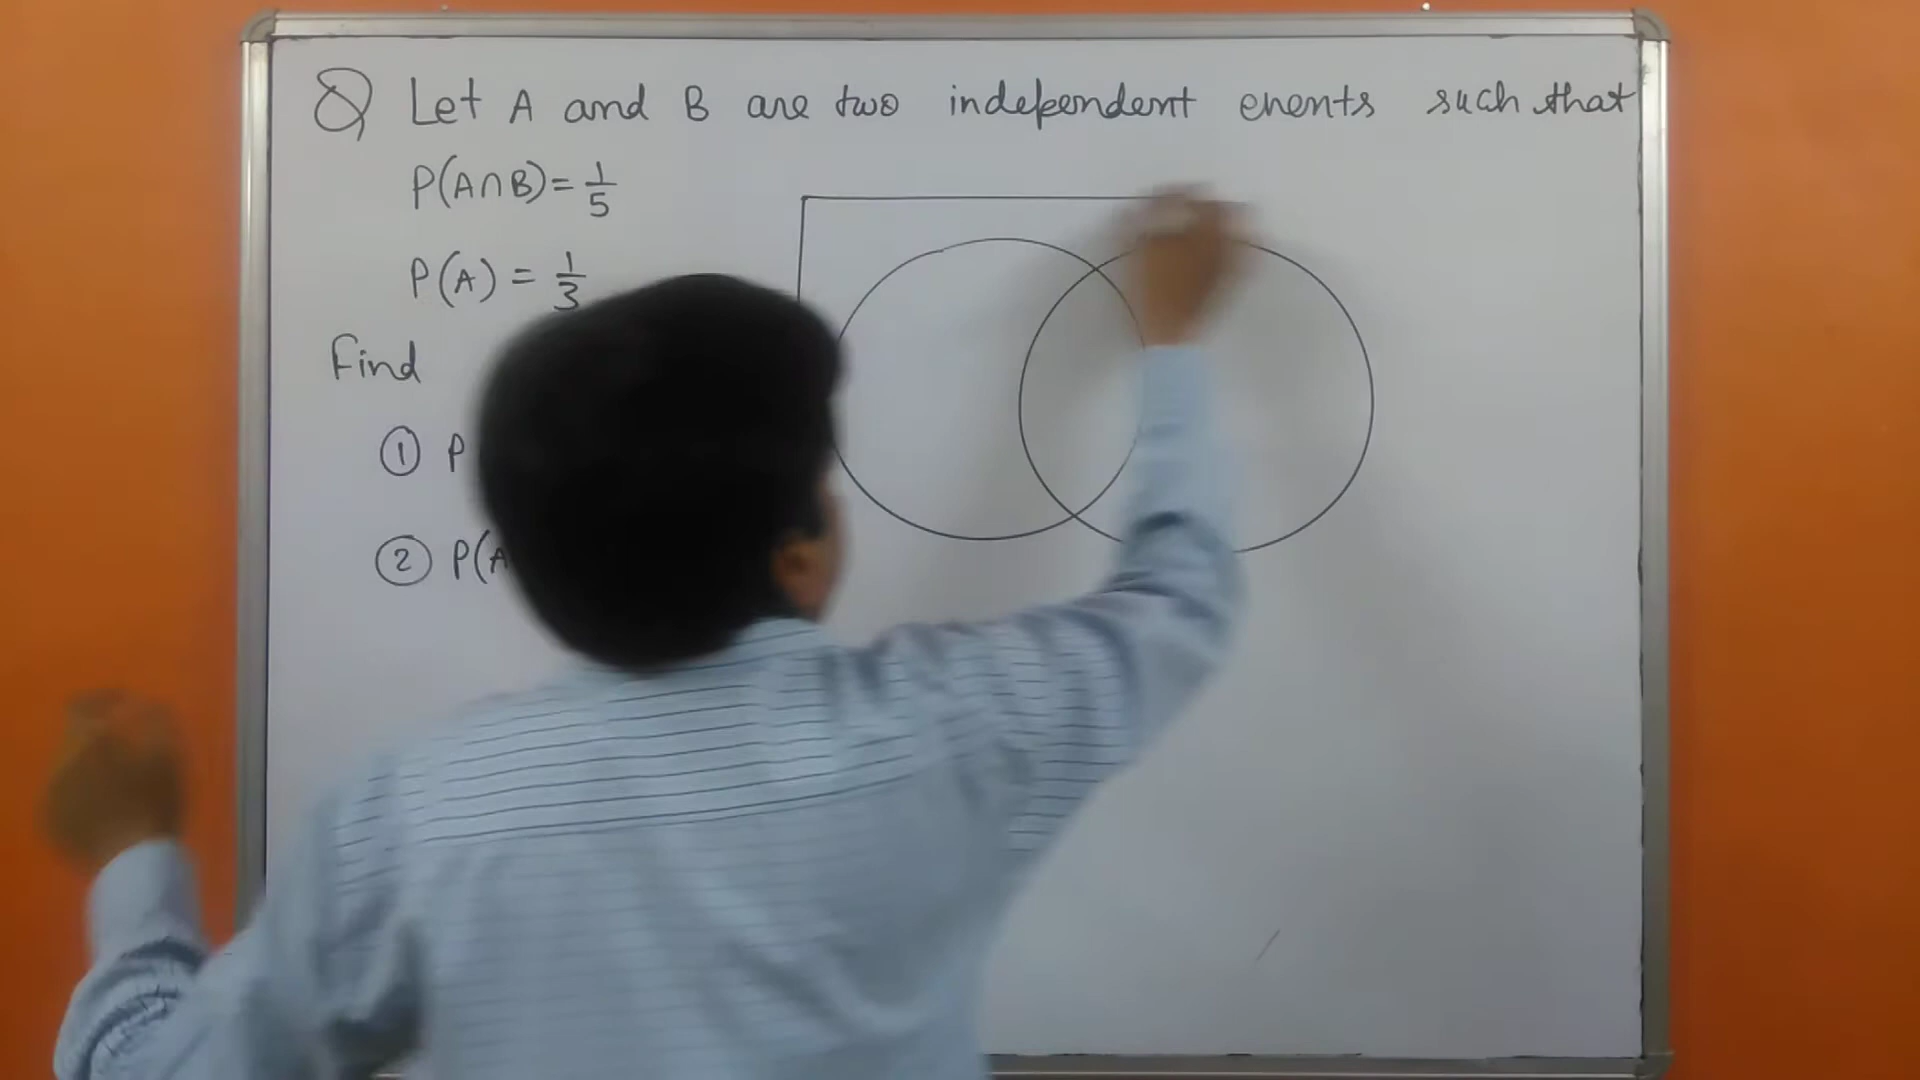 Q Let A and B are two independent events such that
P(A∩B) = 1/5
P(A) = 1/3
Find
① P
② P(A